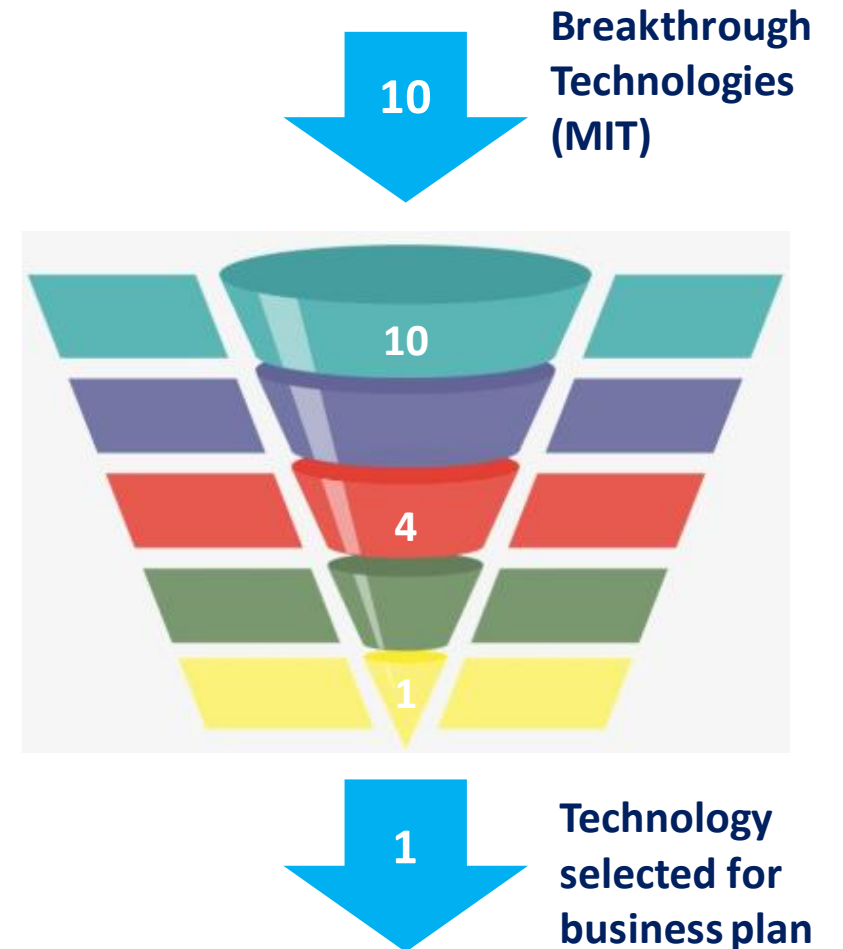 Breakthrough
Technologies
(MIT)
10
10
4
1
1
Technology
selected for
business plan